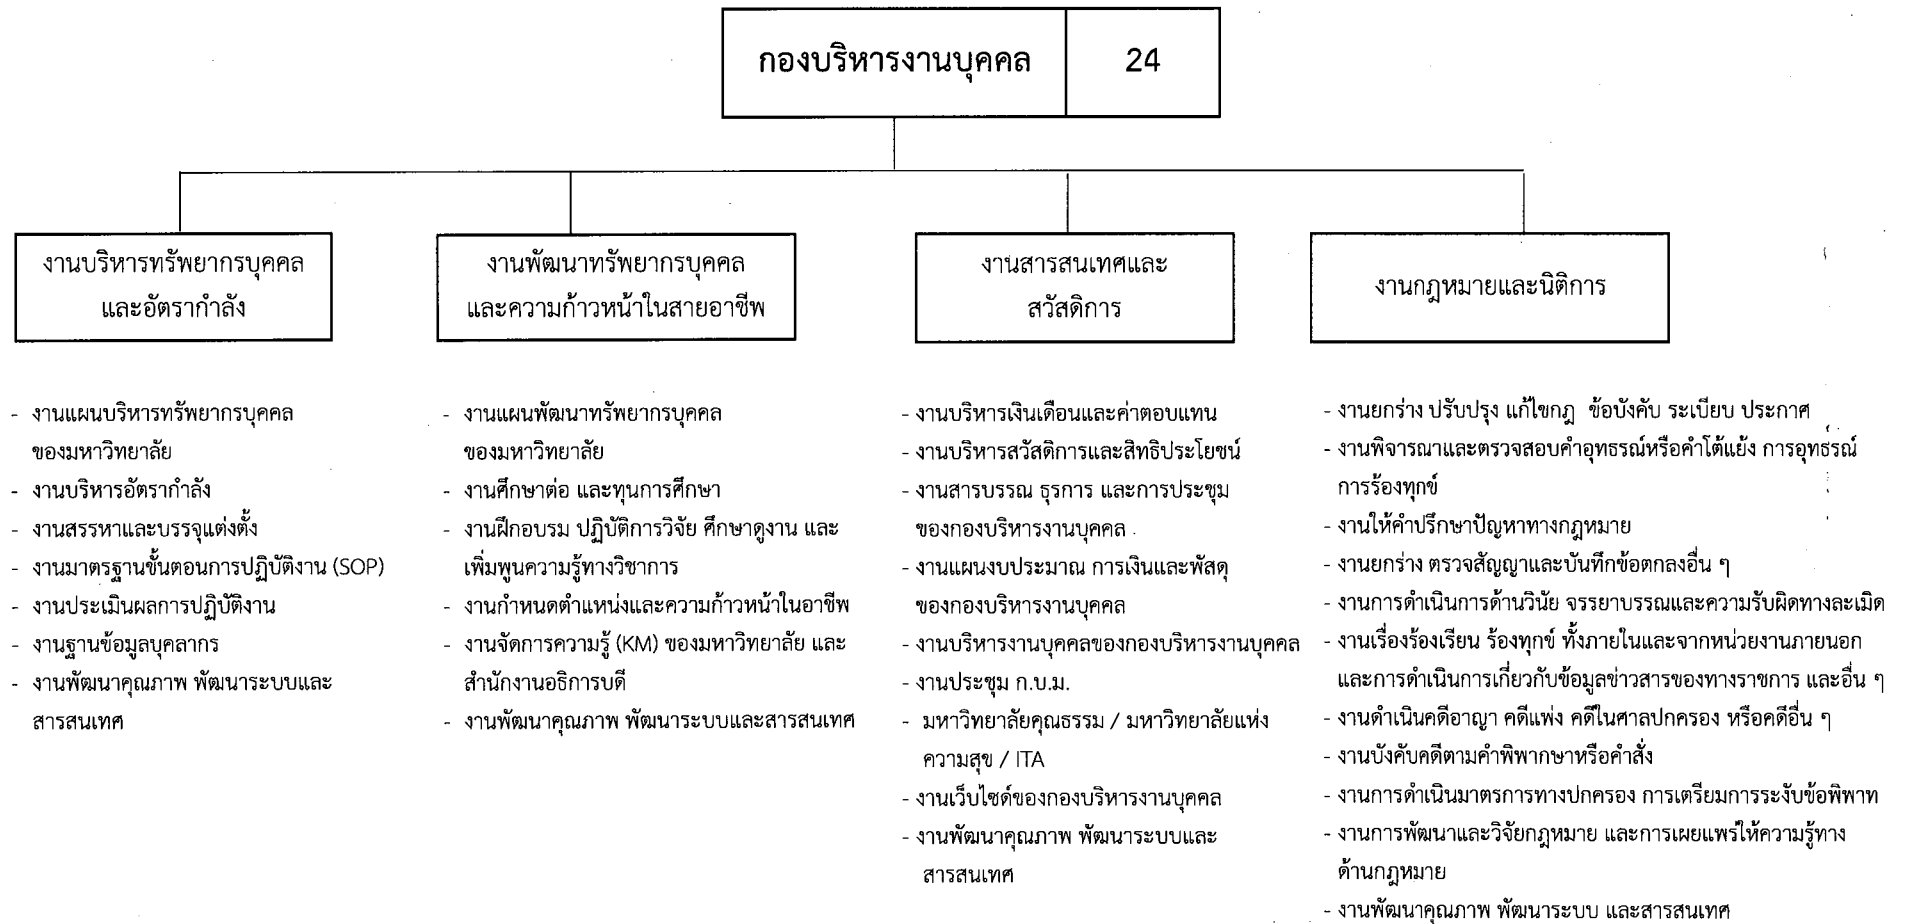 กองบริหารงานบุคคล 24
งานบริหารทรัพยากรบุคคล
และอัตรากำลัง
งานพัฒนาทรัพยากรบุคคล
และความก้าวหน้าในสายอาชีพ
งานสารสนเทศและ
สวัสดิการ
งานกฎหมายและนิติการ
- งานแผนบริหารทรัพยากรบุคคล
ของมหาวิทยาลัย
- งานบริหารอัตรากำลัง
- งานสรรหาและบรรจุแต่งตั้ง
- งานมาตรฐานขั้นตอนการปฏิบัติงาน (SOP)
- งานประเมินผลการปฏิบัติงาน
- งานฐานข้อมูลบุคลากร
- งานพัฒนาคุณภาพ พัฒนาระบบและ
สารสนเทศ
- งานแผนพัฒนาทรัพยากรบุคคล
ของมหาวิทยาลัย
- งานศึกษาต่อ และทุนการศึกษา
- งานฝึกอบรม ปฏิบัติการวิจัย ศึกษาดูงาน และ
เพิ่มพูนความรู้ทางวิชาการ
- งานกำหนดตำแหน่งและความก้าวหน้าในอาชีพ
- งานจัดการความรู้ (KM) ของมหาวิทยาลัย และ
สำนักงานอธิการบดี
- งานพัฒนาคุณภาพ พัฒนาระบบและสารสนเทศ
- งานบริหารเงินเดือนและค่าตอบแทน
- งานบริหารสวัสดิการและสิทธิประโยชน์
- งานสารบรรณ ธุรการ และการประชุม
ของกองบริหารงานบุคคล
- งานแผนงบประมาณ การเงินและพัสดุ
ของกองบริหารงานบุคคล
- งานบริหารงานบุคคลของกองบริหารงานบุคคล
- งานประชุม ก.บ.ม.
- มหาวิทยาลัยคุณธรรม / มหาวิทยาลัยแห่ง
ความสุข / ITA
- งานเว็บไซด์ของกองบริหารงานบุคคล
- งานพัฒนาคุณภาพ พัฒนาระบบและ
สารสนเทศ
- งานยกร่าง ปรับปรุง แก้ไขกฎ ข้อบังคับ ระเบียบ ประกาศ
- งานพิจารณาและตรวจสอบคำอุทธรณ์หรือคำโต้แย้ง การอุทธรณ์
การร้องทุกข์
- งานให้คำปรึกษาปัญหาทางกฎหมาย
- งานยกร่าง ตรวจสัญญาและบันทึกข้อตกลงอื่น ๆ
- งานการดำเนินการด้านวินัย จรรยาบรรณและความรับผิดทางละเมิด
- งานเรื่องร้องเรียน ร้องทุกข์ ทั้งภายในและจากหน่วยงานภายนอก
และการดำเนินการเกี่ยวกับข้อมูลข่าวสารของทางราชการ และอื่น ๆ
- งานดำเนินคดีอาญา คดีแพ่ง คดีในศาลปกครอง หรือคดีอื่น ๆ
- งานบังคับคดีตามคำพิพากษาหรือคำสั่ง
- งานการดำเนินมาตรการทางปกครอง การเตรียมการระงับข้อพิพาท
- งานการพัฒนาและวิจัยกฎหมาย และการเผยแพร่ให้ความรู้ทาง
ด้านกฎหมาย
- งานพัฒนาคุณภาพ พัฒนาระบบ และสารสนเทศ